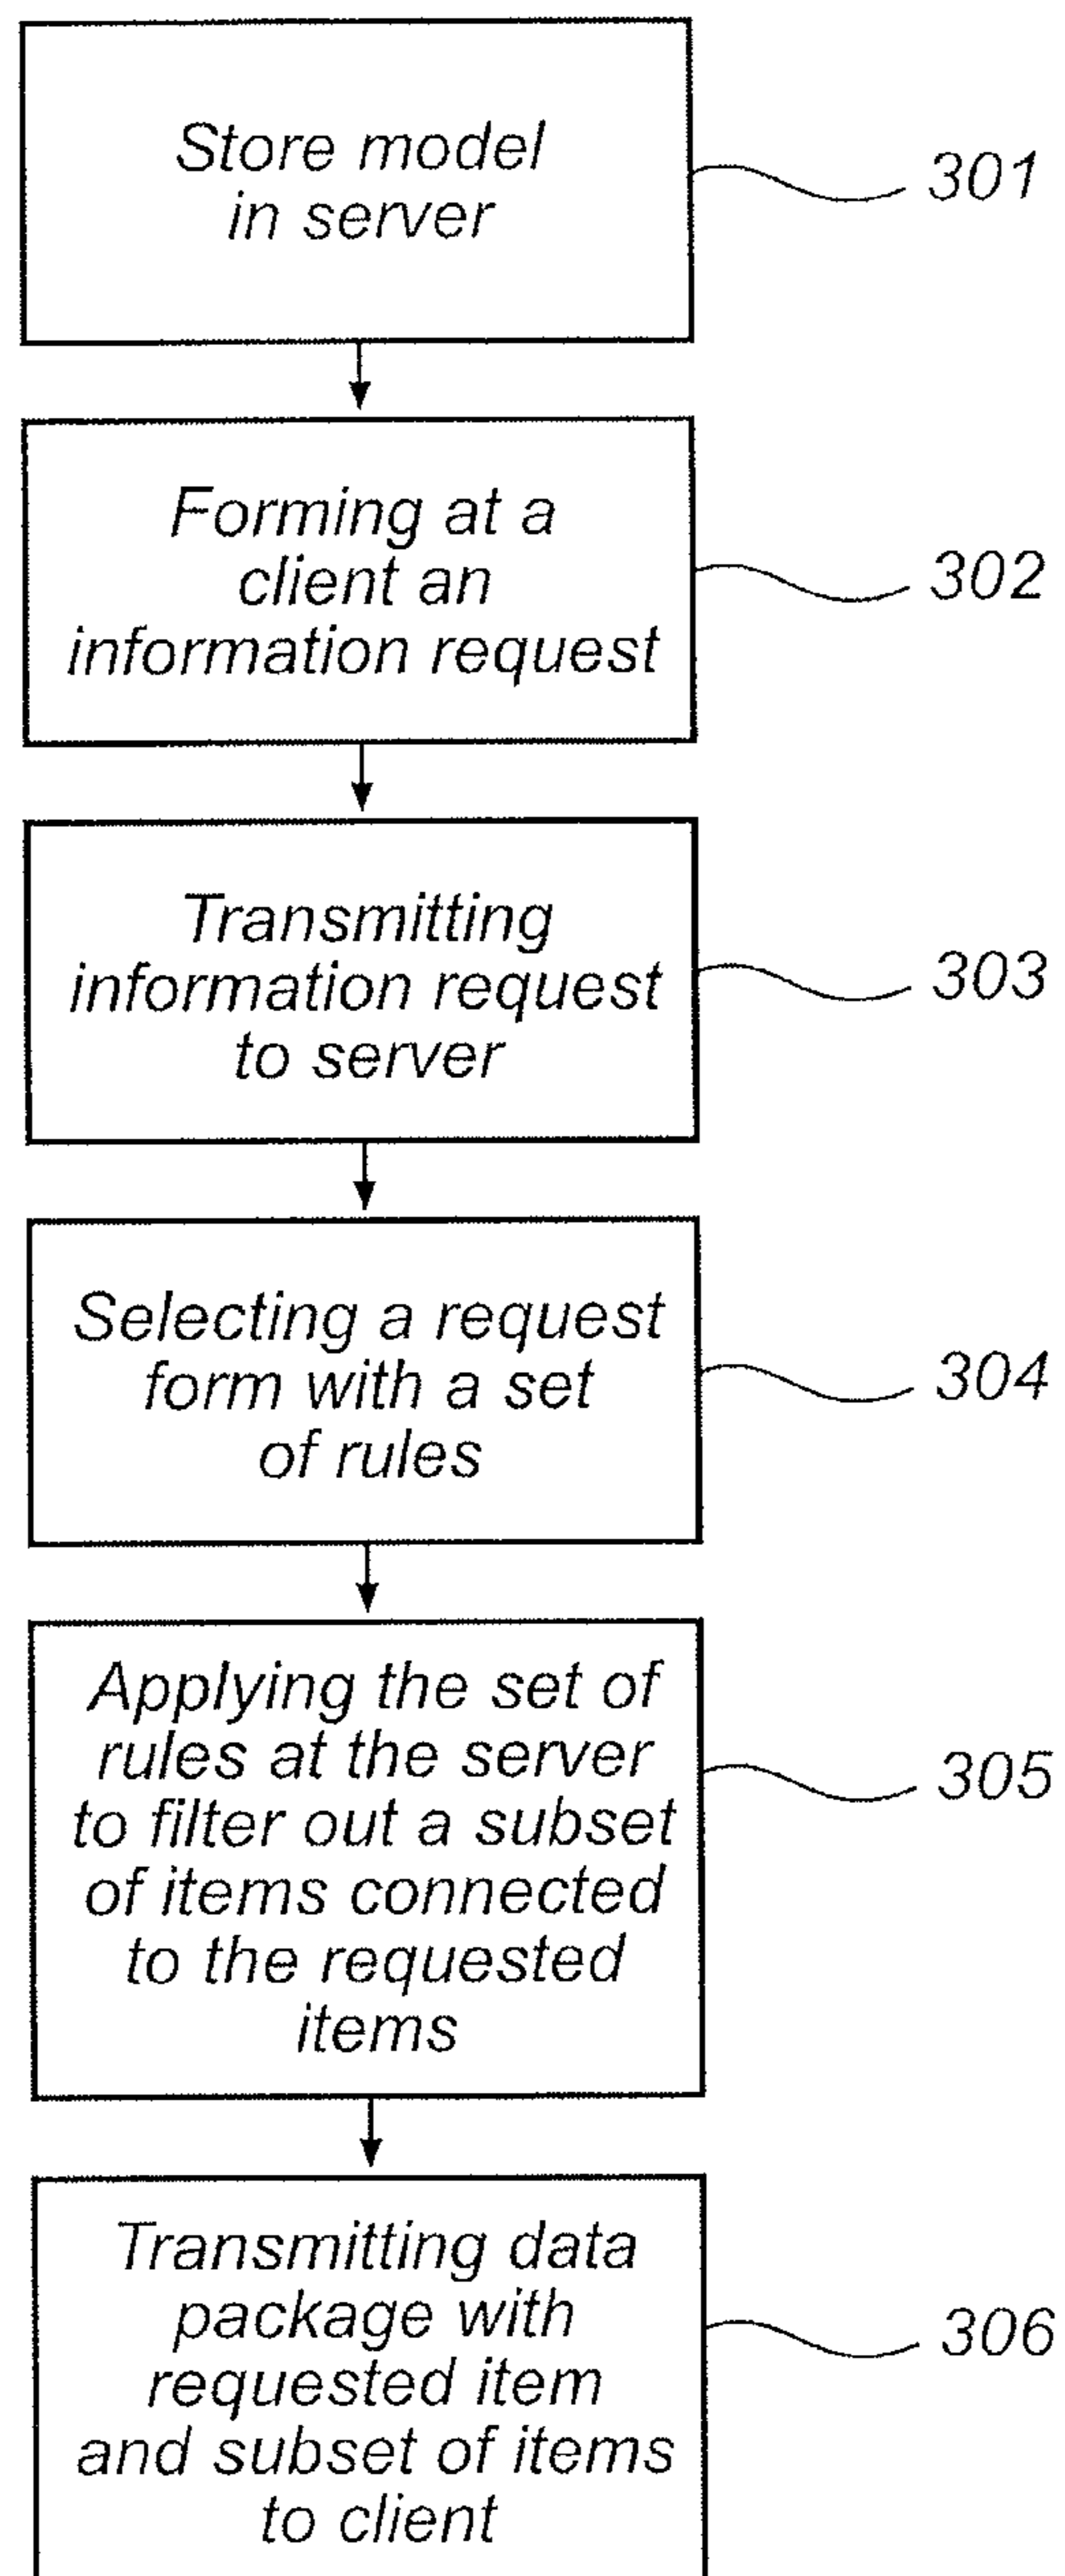 Store model
in server
301
Forming at a
client an
information request
302
Transmitting
information request
to server
303
Selecting a request
form with a set
of rules
304
Applying the set of
rules at the server
to filter out a subset
of items connected
to the requested
items
305
Transmitting data
package with
requested item
and subset of items
to client
306